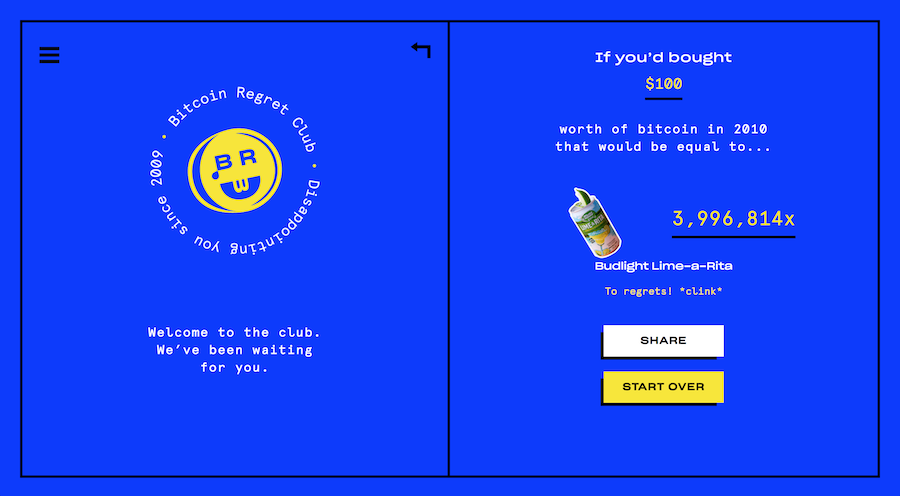 Bitcoin Regret Club • Disappointing you since 2009 •
B R
Welcome to the club.
We've been waiting
for you.
If you'd bought
$100
worth of bitcoin in 2010
that would be equal to...
3,996,814x
Budlight Lime-a-Rita
To regrets! *clink*
SHARE
START OVER